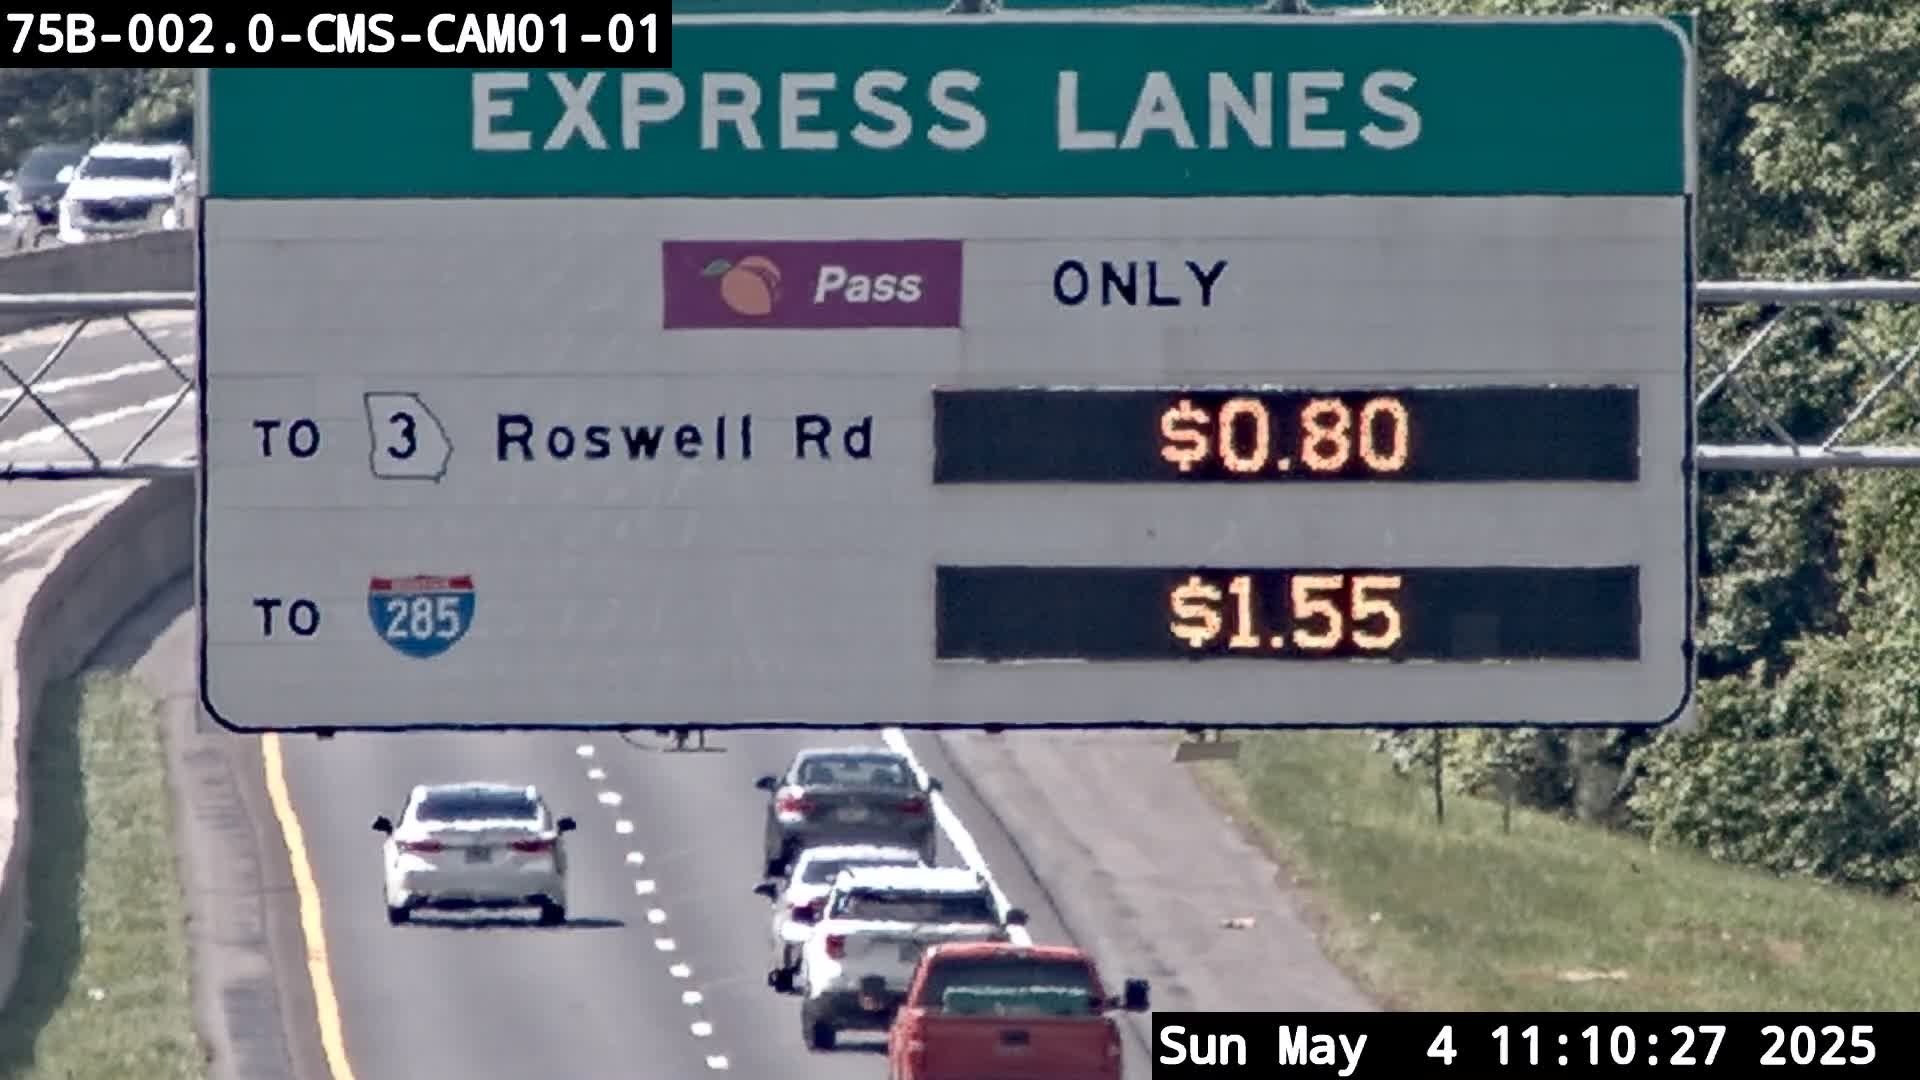 75B-002.0-CMS-CAM01-01
EXPRESS LANES
Pass ONLY
TO 3 Roswell Rd $0.80
TO 285 $1.55
Sun May 4 11:10:27 2025